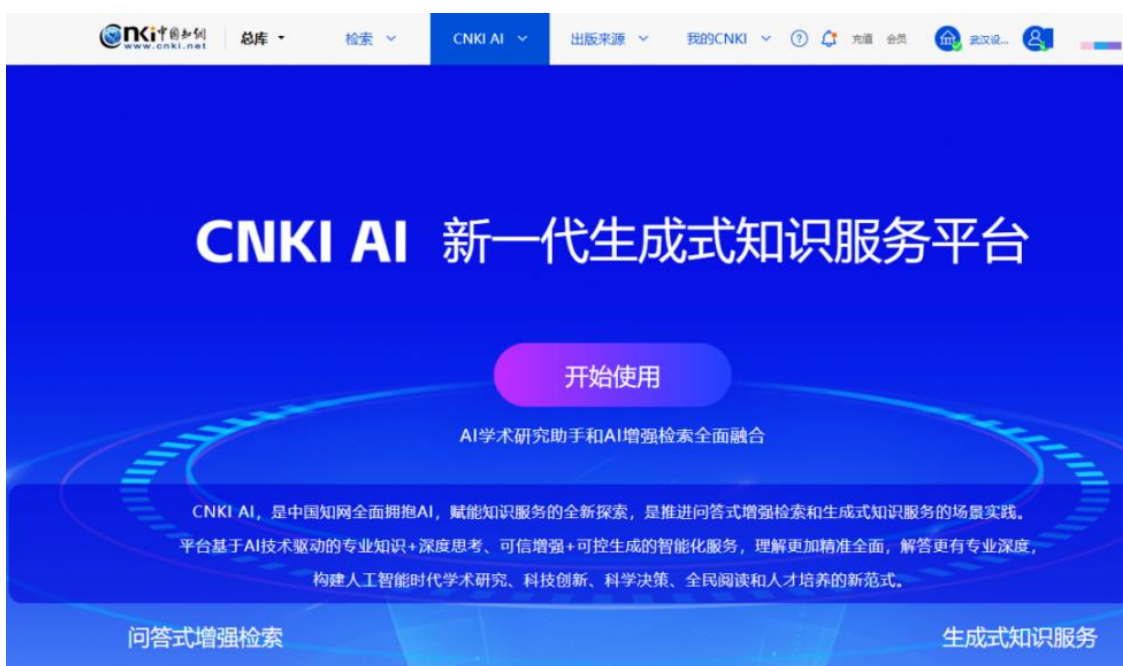 cnki中国知网
www.cnki.net
总库
检索
CNKI AI
出版来源
我的CNKI
充值
会员
武汉设...
CNKI AI 新一代生成式知识服务平台
开始使用
AI学术研究助手和AI增强检索全面融合
CNKI AI，是中国知网全面拥抱AI，赋能知识服务的全新探索，是推进问答式增强检索和生成式知识服务的场景实践。
平台基于AI技术驱动的专业知识+深度思考、可信增强+可控生成的智能化服务，理解更加精准全面，解答更有专业深度，
构建人工智能时代学术研究、科技创新、科学决策、全民阅读和人才培养的新范式。
问答式增强检索
生成式知识服务